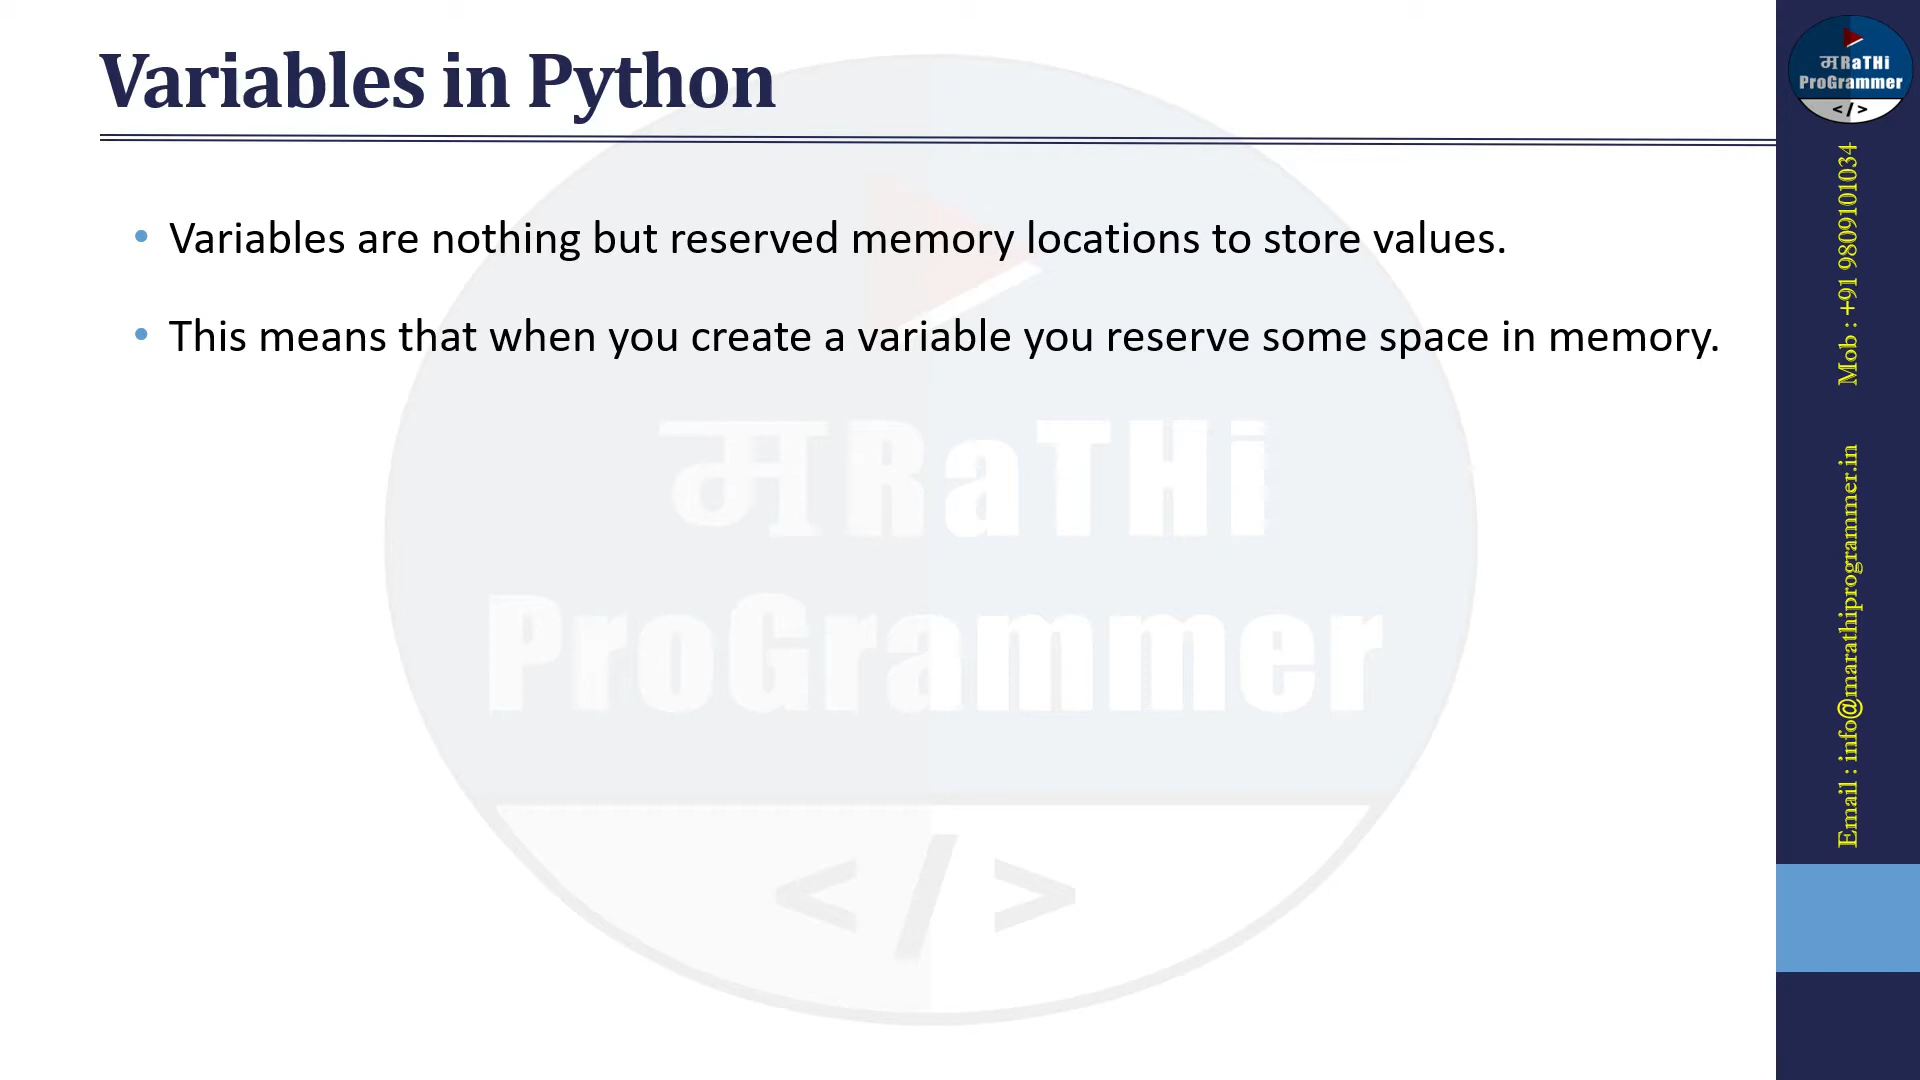 Variables in Python
• Variables are nothing but reserved memory locations to store values.
• This means that when you create a variable you reserve some space in memory.
मRaTHi
ProGrammer
</>
मRaTHi
ProGrammer
</>
Mob : +91 9809101034
Email : info@marathiprogrammer.in